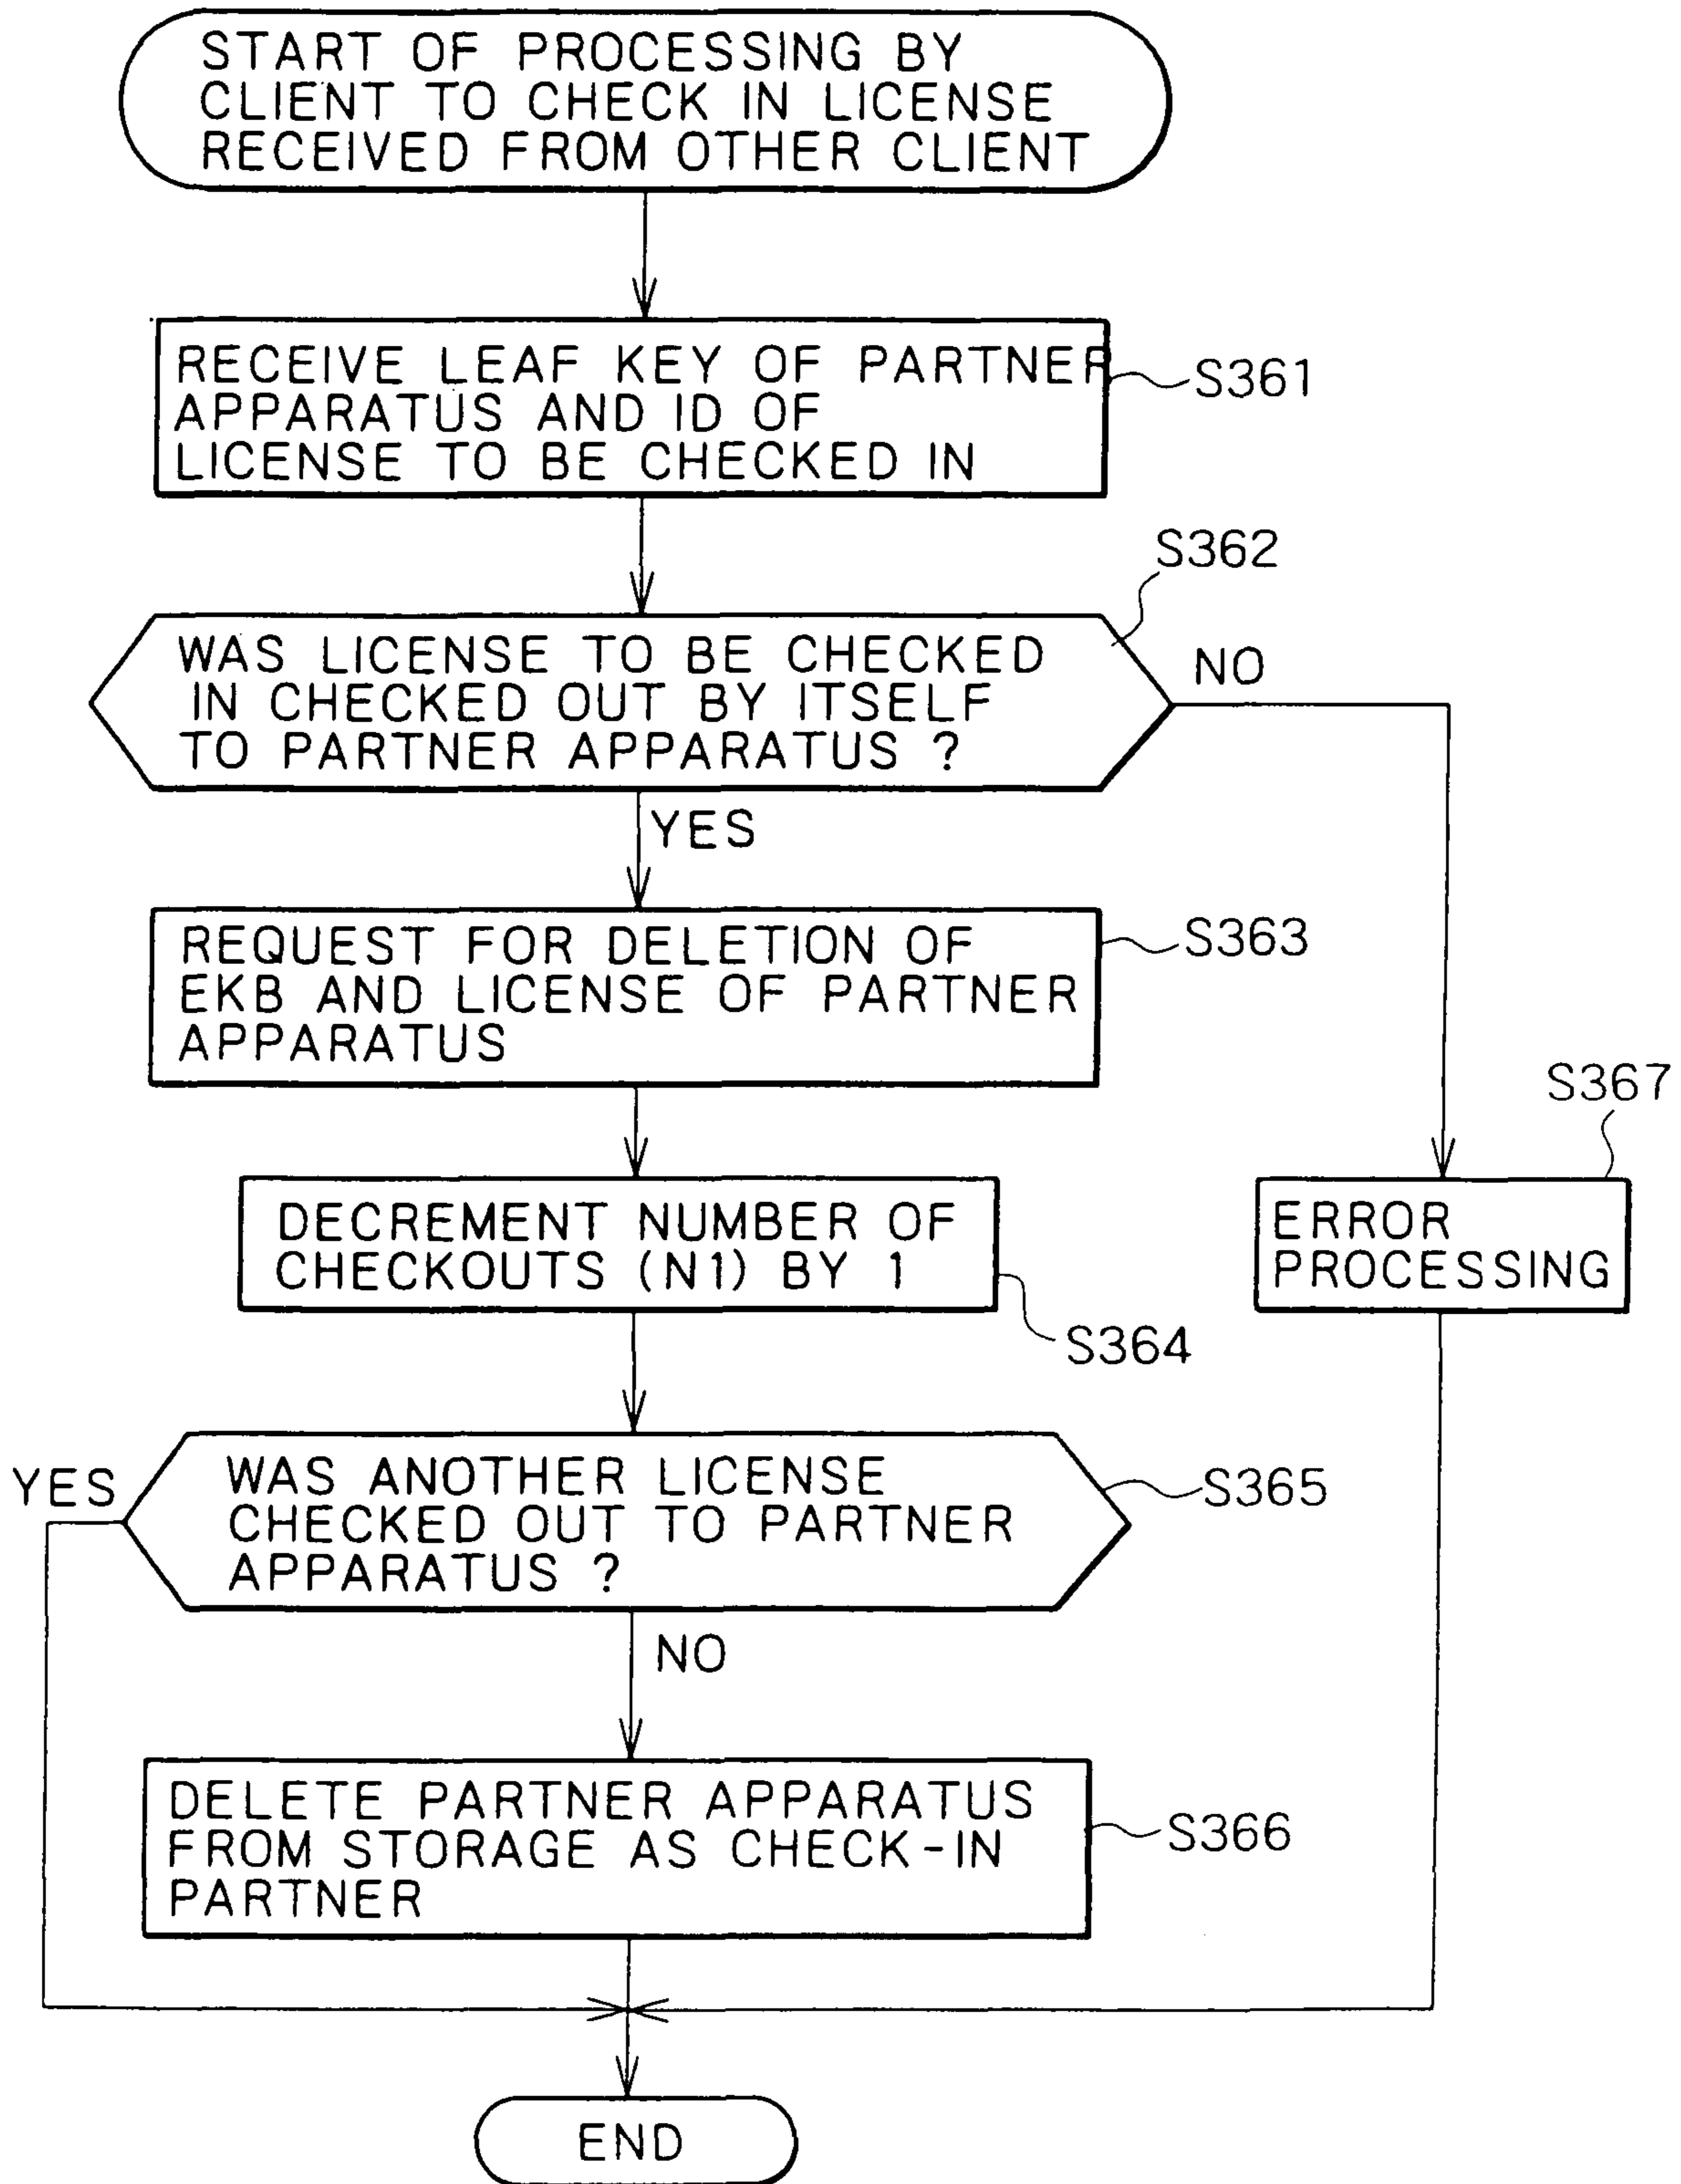 START OF PROCESSING BY
CLIENT TO CHECK IN LICENSE
RECEIVED FROM OTHER CLIENT
RECEIVE LEAF KEY OF PARTNER
APPARATUS AND ID OF
LICENSE TO BE CHECKED IN
S361
S362
WAS LICENSE TO BE CHECKED
IN CHECKED OUT BY ITSELF
TO PARTNER APPARATUS ?
NO
YES
REQUEST FOR DELETION OF
EKB AND LICENSE OF PARTNER
APPARATUS
S363
S367
DECREMENT NUMBER OF
CHECKOUTS (N1) BY 1
S364
ERROR
PROCESSING
YES
WAS ANOTHER LICENSE
CHECKED OUT TO PARTNER
APPARATUS ?
S365
NO
DELETE PARTNER APPARATUS
FROM STORAGE AS CHECK-IN
PARTNER
S366
END